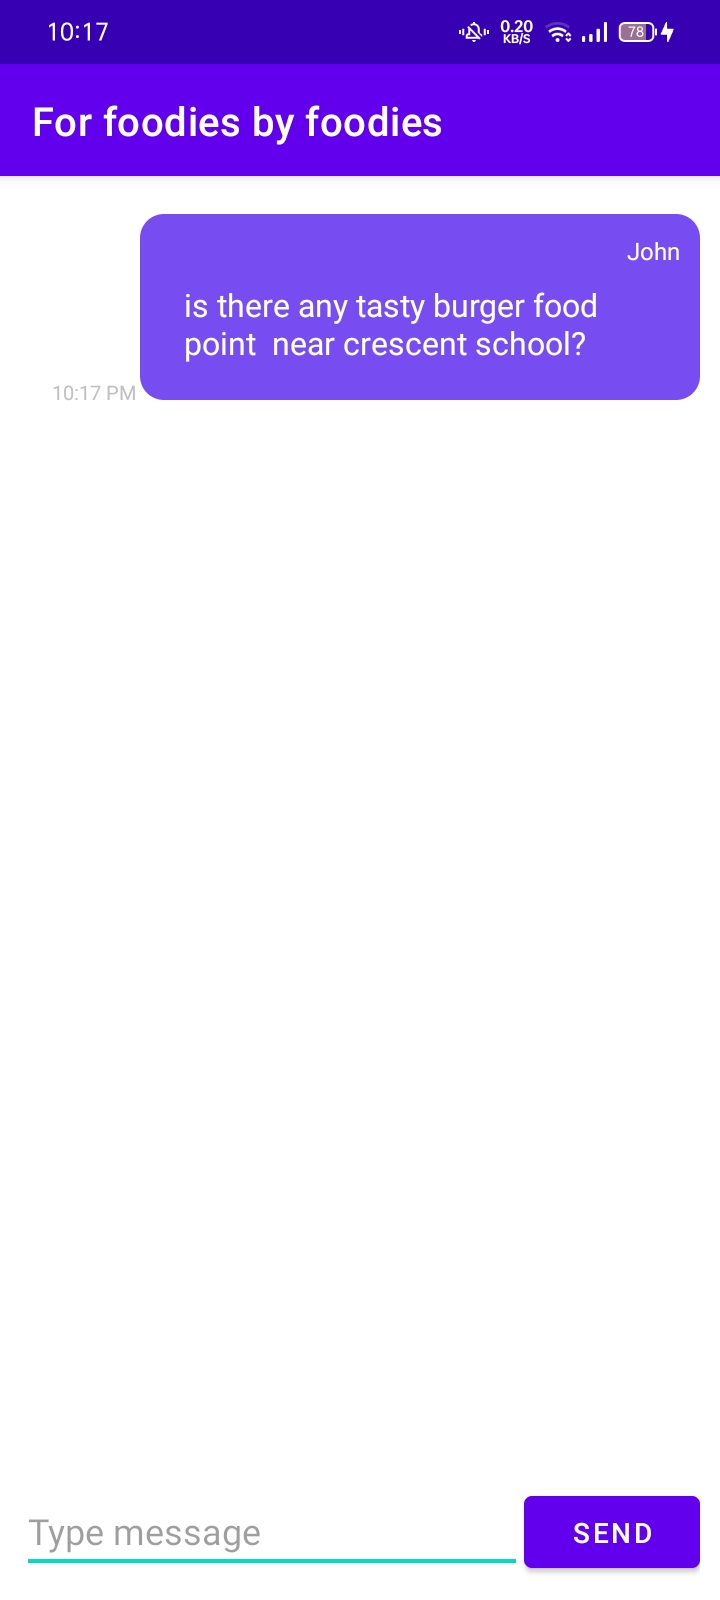 10:17
0.20
KB/S
78
For foodies by foodies
John
is there any tasty burger food
point  near crescent school?
10:17 PM
Type message
SEND